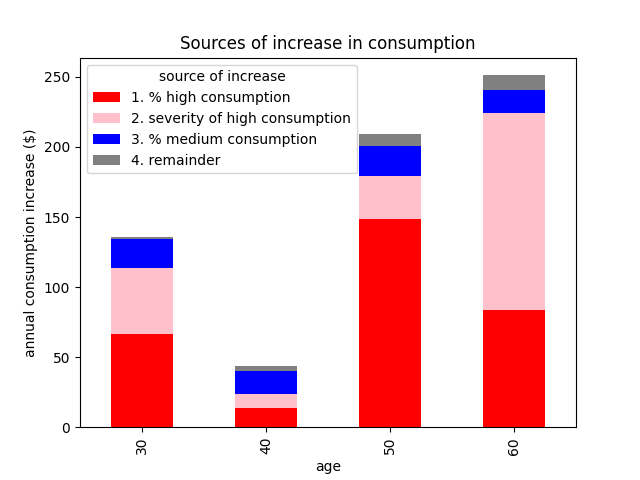 Sources of increase in consumption
annual consumption increase ($)
250
200
150
100
50
0
source of increase
1. % high consumption
2. severity of high consumption
3. % medium consumption
4. remainder
30
40
50
60
age